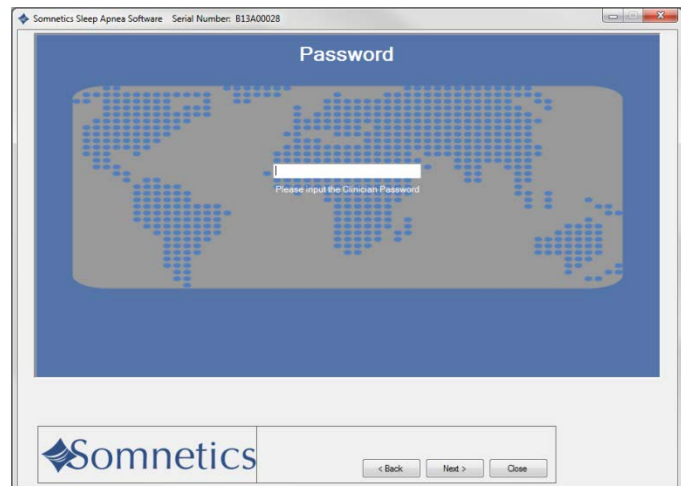 Somnetics Sleep Apnea Software Serial Number: B13A00028
Password
Please input the Clinician Password
Somnetics
< Back Next > Close